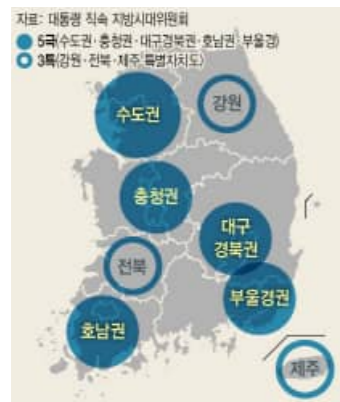 자료: 대통령 직속 지방시대위원회
5극(수도권·충청권·대구경북권·호남권·부울경)
3특(강원·전북·제주 특별자치도)
수도권
강원
충청권
대구
경북권
전북
부울경권
호남권
제주